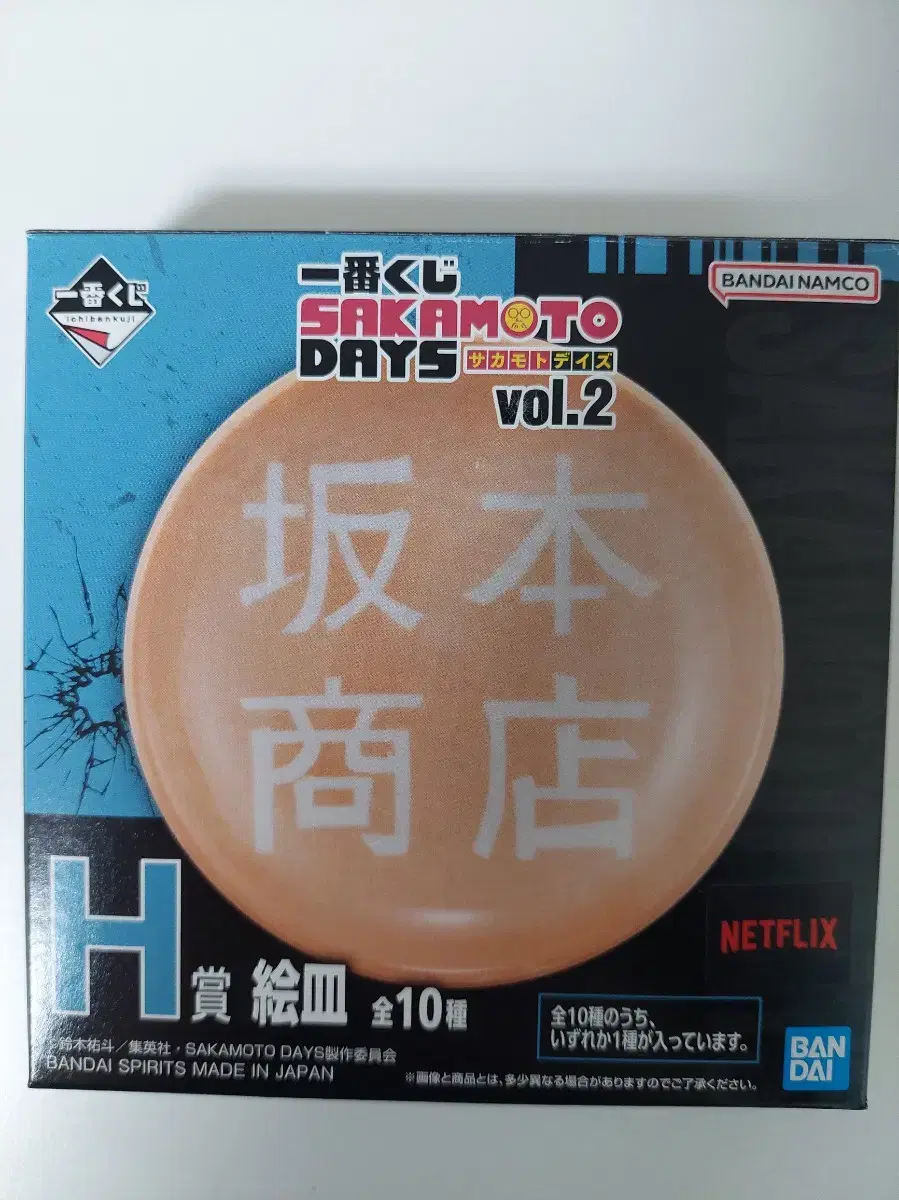 一番くじ
ichibankuji
一番くじ
SAKAMOTO
DAYS サカモトデイズ
vol.2
BANDAI NAMCO
坂本
商店
NETFLIX
H賞 絵皿 全10種
全10種のうち、
いずれか1種が入っています。
©鈴木祐斗/集英社・SAKAMOTO DAYS製作委員会
BANDAI SPIRITS MADE IN JAPAN
※画像と商品とは、多少異なる場合がありますのでご了承ください。
BAN
DAI